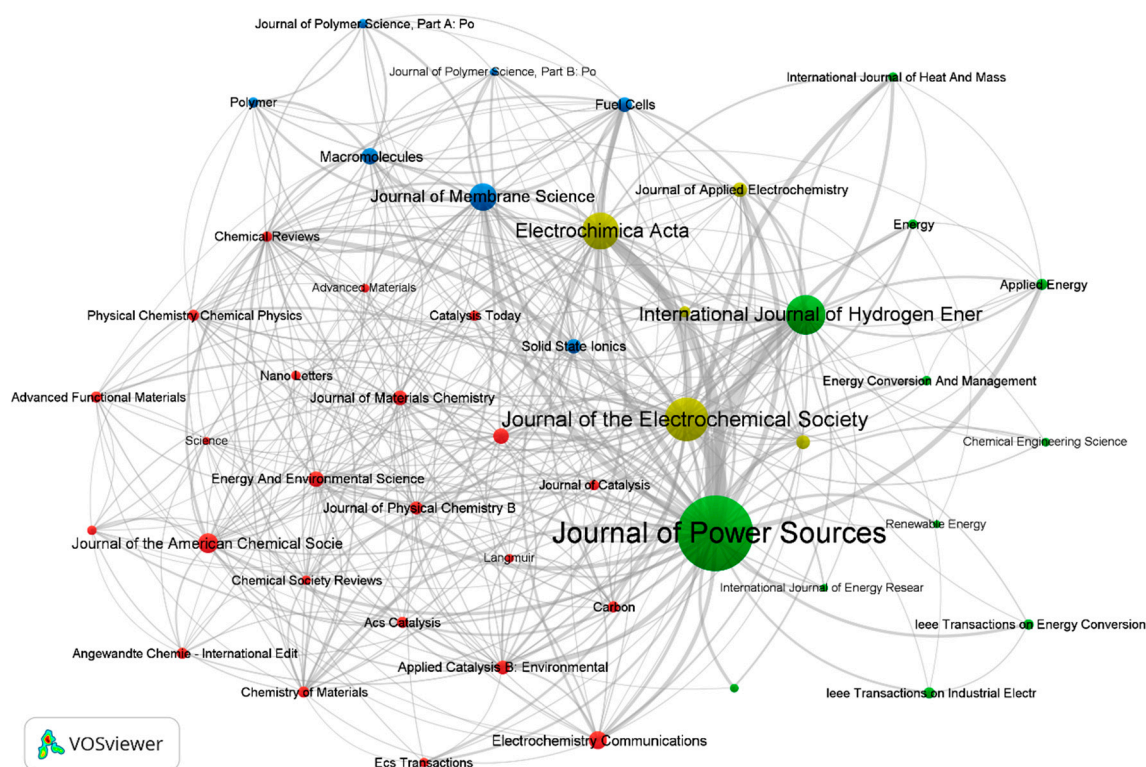 Journal of Polymer Science, Part A: Po
Journal of Polymer Science, Part B: Po
International Journal of Heat And Mass
Polymer
Fuel Cells
Macromolecules
Journal of Membrane Science
Journal of Applied Electrochemistry
Electrochimica Acta
Energy
Chemical Reviews
Advanced Materials
Applied Energy
Physical Chemistry Chemical Physics
Catalysis Today
International Journal of Hydrogen Ener
Solid State Ionics
Nano Letters
Energy Conversion And Management
Advanced Functional Materials
Journal of Materials Chemistry
Journal of the Electrochemical Society
Science
Chemical Engineering Science
Energy And Environmental Science
Journal of Catalysis
Journal of Physical Chemistry B
Renewable Energy
Journal of Power Sources
Journal of the American Chemical Socie
Langmuir
Chemical Society Reviews
International Journal of Energy Resear
Carbon
Acs Catalysis
Ieee Transactions on Energy Conversion
Angewandte Chemie - International Edit
Applied Catalysis B: Environmental
Chemistry of Materials
Ieee Transactions on Industrial Electr
Electrochemistry Communications
VOSviewer
Ecs Transactions